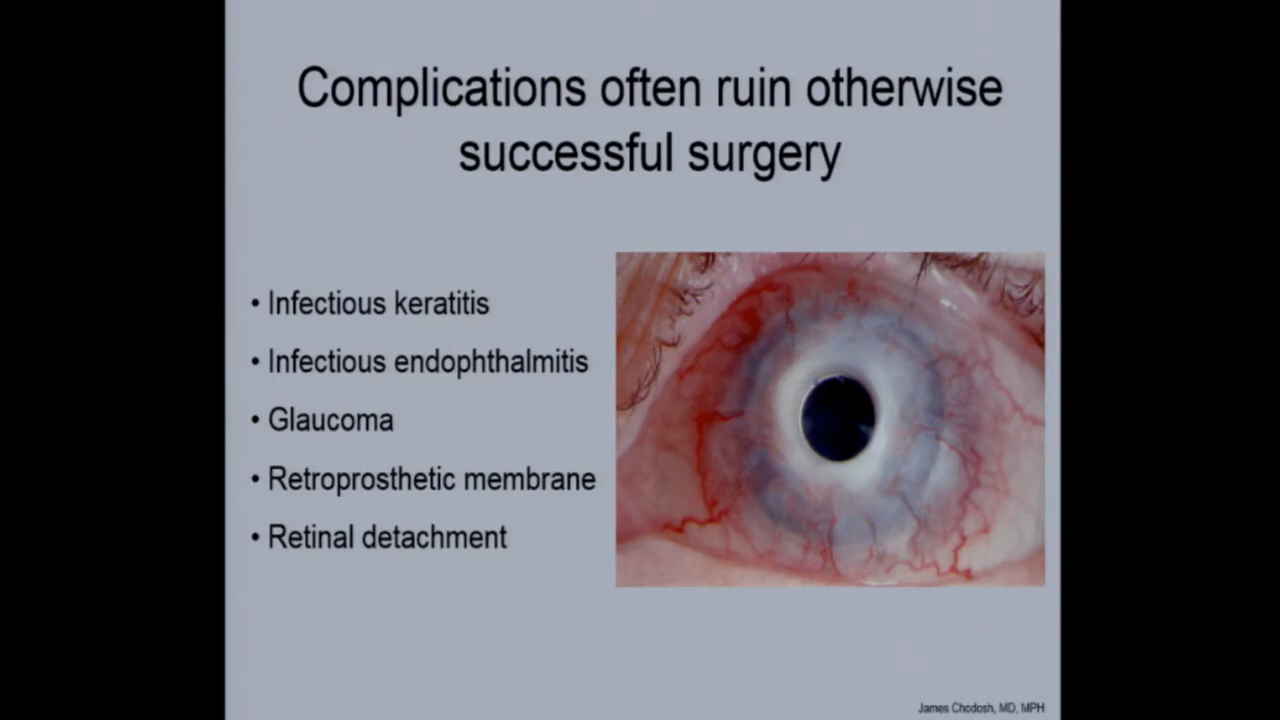 Complications often ruin otherwise
successful surgery
• Infectious keratitis
• Infectious endophthalmitis
• Glaucoma
• Retroprosthetic membrane
• Retinal detachment
James Chodosh, MD, MPH